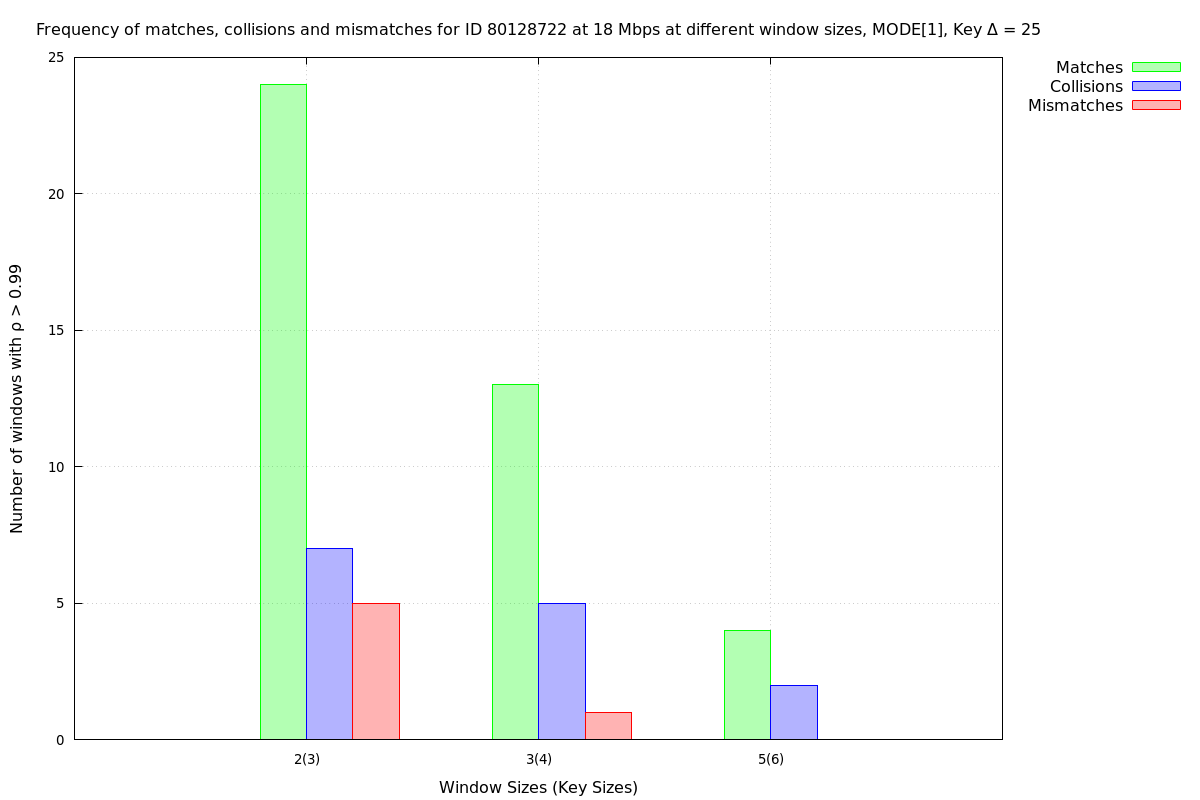 Frequency of matches, collisions and mismatches for ID 80128722 at 18 Mbps at different window sizes, MODE[1], Key Δ = 25
Matches
Collisions
Mismatches
Number of windows with ρ > 0.99
25
20
15
10
5
0
2(3)
3(4)
5(6)
Window Sizes (Key Sizes)